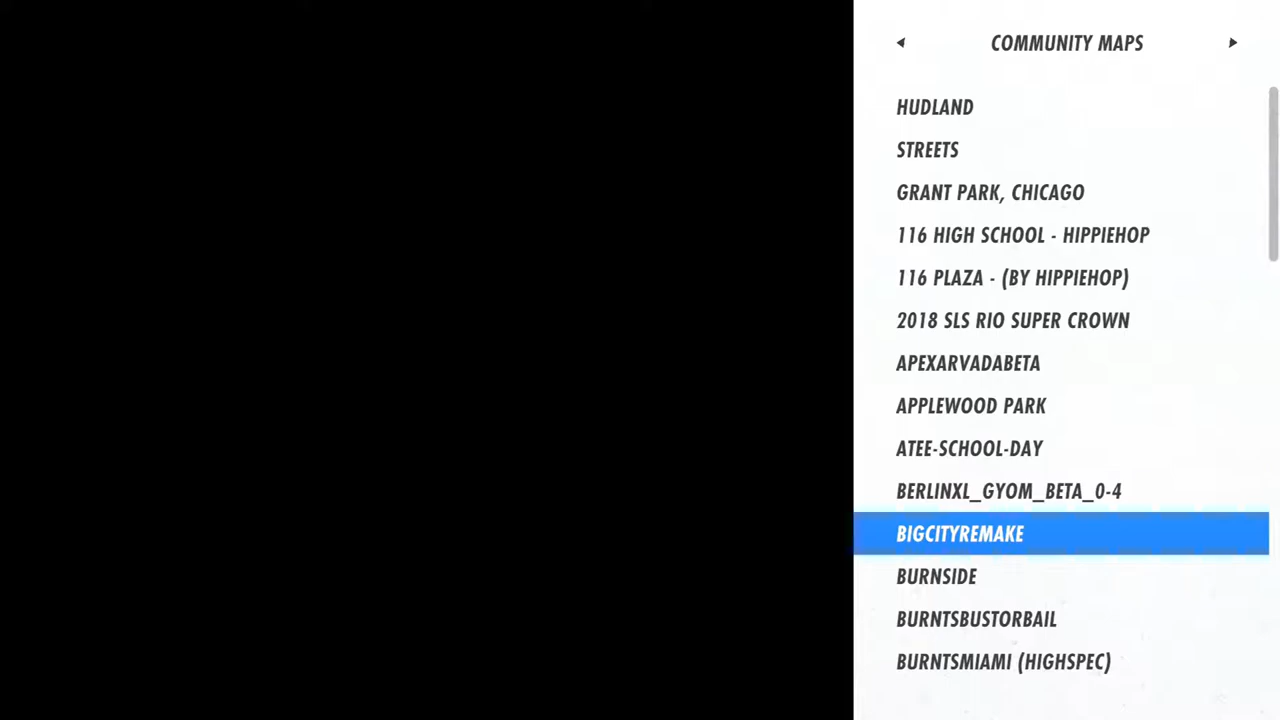 COMMUNITY MAPS
HUDLAND
STREETS
GRANT PARK, CHICAGO
116 HIGH SCHOOL - HIPPIEHOP
116 PLAZA - (BY HIPPIEHOP)
2018 SLS RIO SUPER CROWN
APEXARVADABETA
APPLEWOOD PARK
ATEE-SCHOOL-DAY
BERLINXL_GYOM_BETA_0-4
BIGCITYREMAKE
BURNSIDE
BURNTSBUSTORBAIL
BURNTSMIAMI (HIGHSPEC)